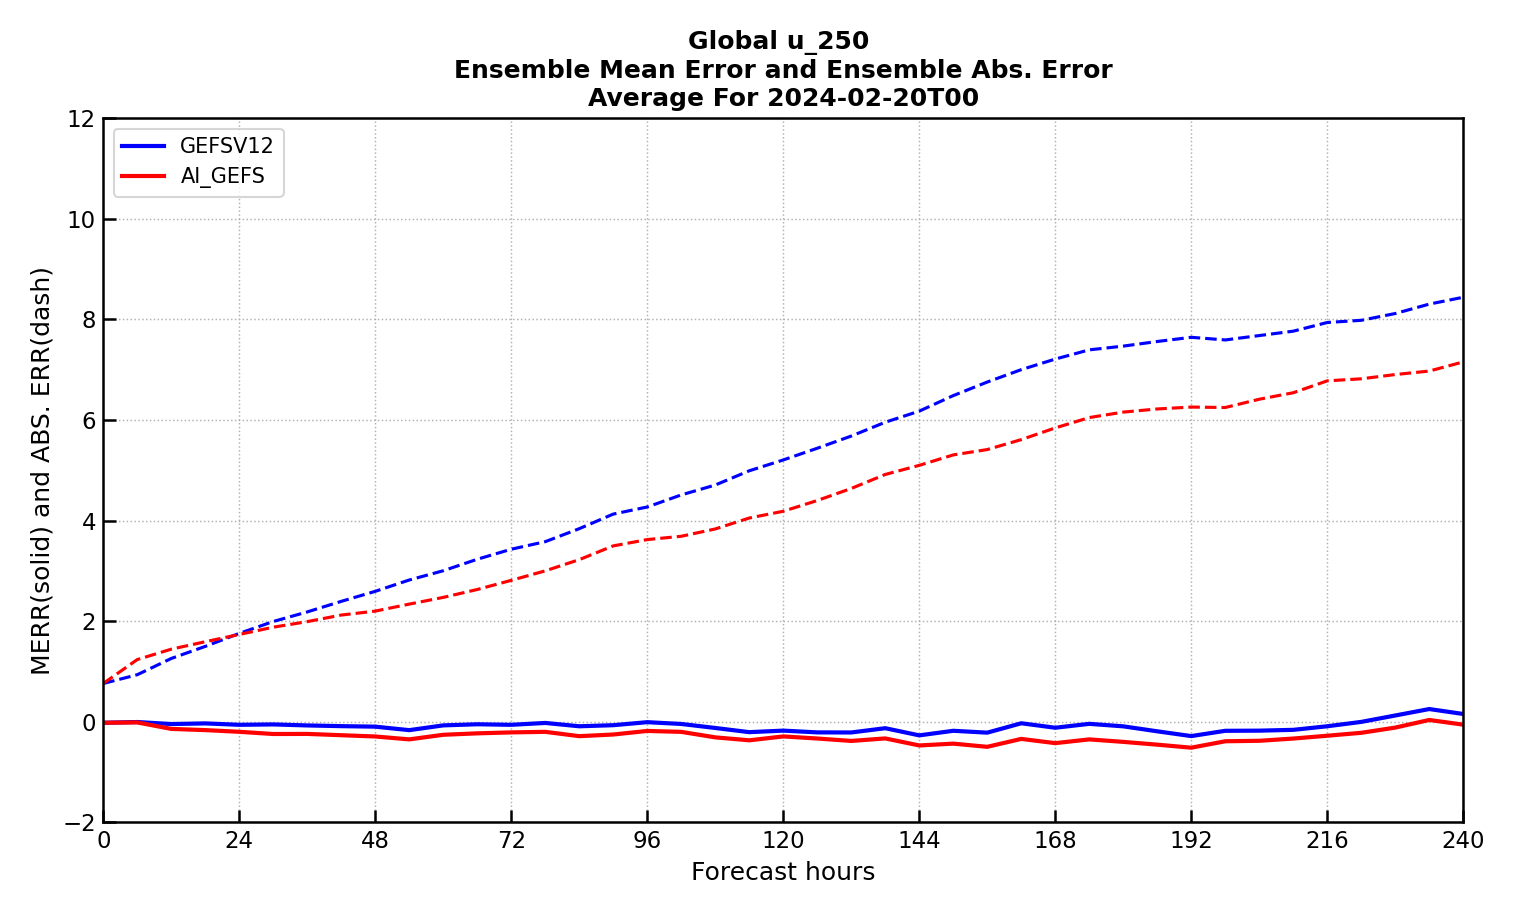 Global u_250
Ensemble Mean Error and Ensemble Abs. Error
Average For 2024-02-20T00
GEFSV12
AI_GEFS
MERR(solid) and ABS. ERR(dash)
12
10
8
6
4
2
0
−2
0 24 48 72 96 120 144 168 192 216 240
Forecast hours